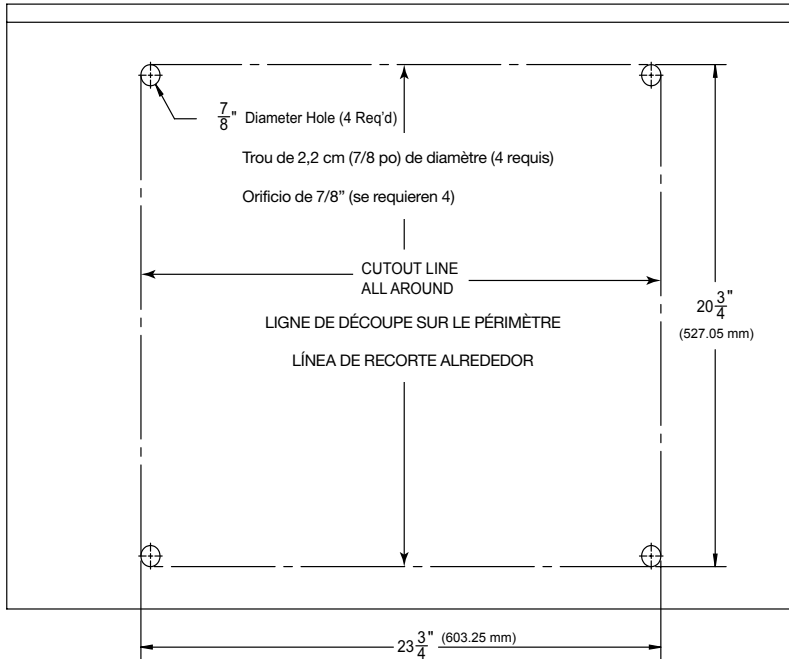 7/8" Diameter Hole (4 Req'd)
Trou de 2,2 cm (7/8 po) de diamètre (4 requis)
Orificio de 7/8” (se requieren 4)
CUTOUT LINE
ALL AROUND
LIGNE DE DÉCOUPE SUR LE PÉRIMÈTRE
LÍNEA DE RECORTE ALREDEDOR
20 3/4"
(527.05 mm)
23 3/4" (603.25 mm)